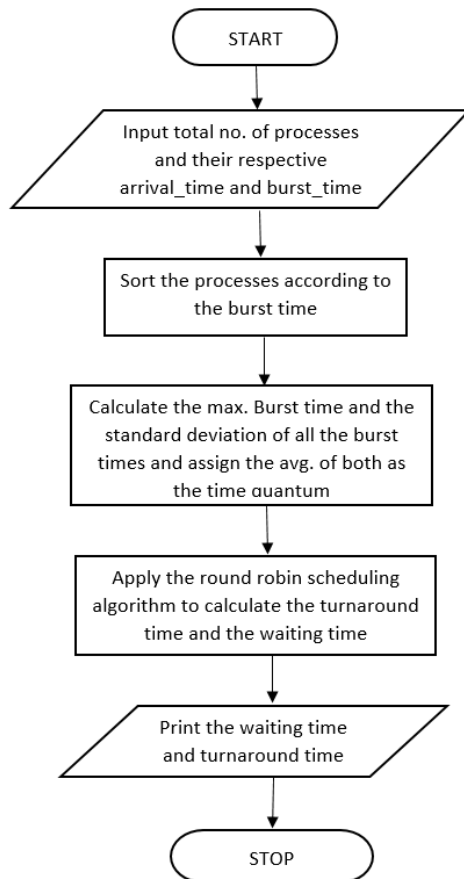 START
Input total no. of processes
and their respective
arrival_time and burst_time
Sort the processes according to
the burst time
Calculate the max. Burst time and the
standard deviation of all the burst
times and assign the avg. of both as
the time quantum
Apply the round robin scheduling
algorithm to calculate the turnaround
time and the waiting time
Print the waiting time
and turnaround time
STOP